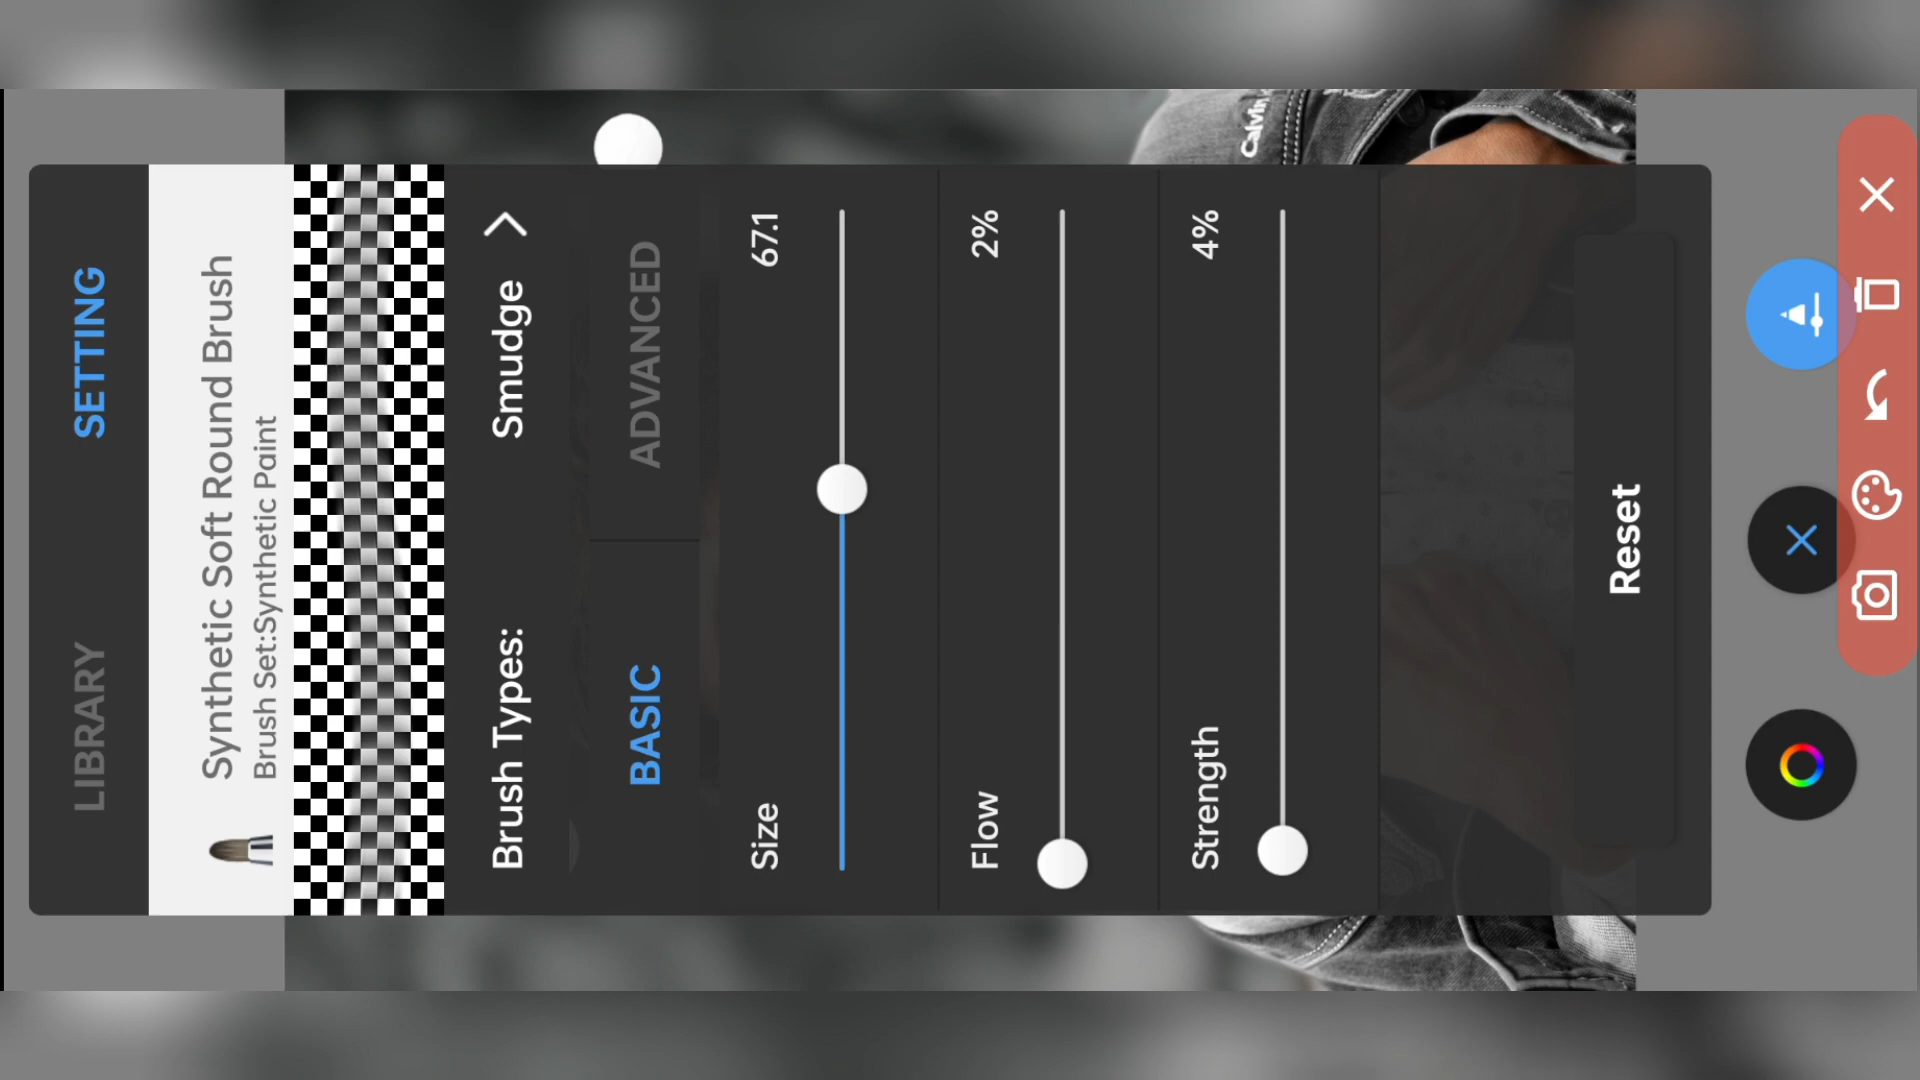 LIBRARY SETTING
Synthetic Soft Round Brush
Brush Set:Synthetic Paint
Brush Types: Smudge
BASIC ADVANCED
Size 67.1
Flow 2%
Strength 4%
Reset
Calvin